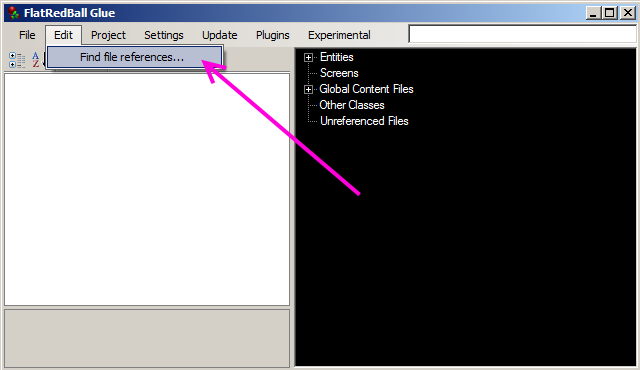 FlatRedBall Glue
File Edit Project Settings Update Plugins Experimental
A
Z
Find file references...
Entities
Screens
Global Content Files
Other Classes
Unreferenced Files